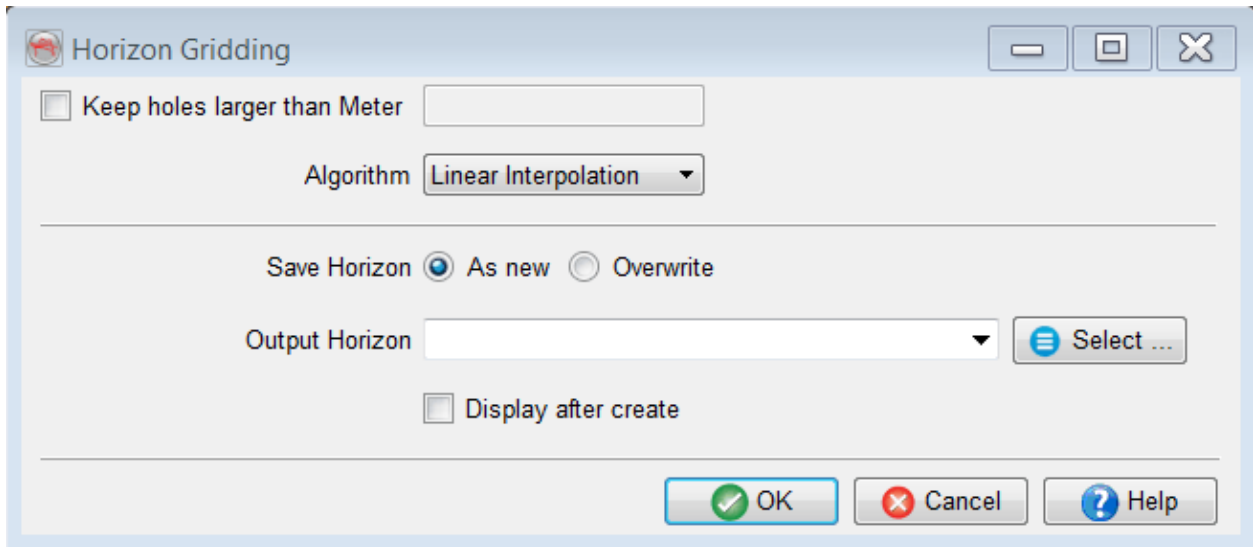 Horizon Gridding
Keep holes larger than Meter
Algorithm Linear Interpolation
Save Horizon As new Overwrite
Output Horizon Select ...
Display after create
OK Cancel Help